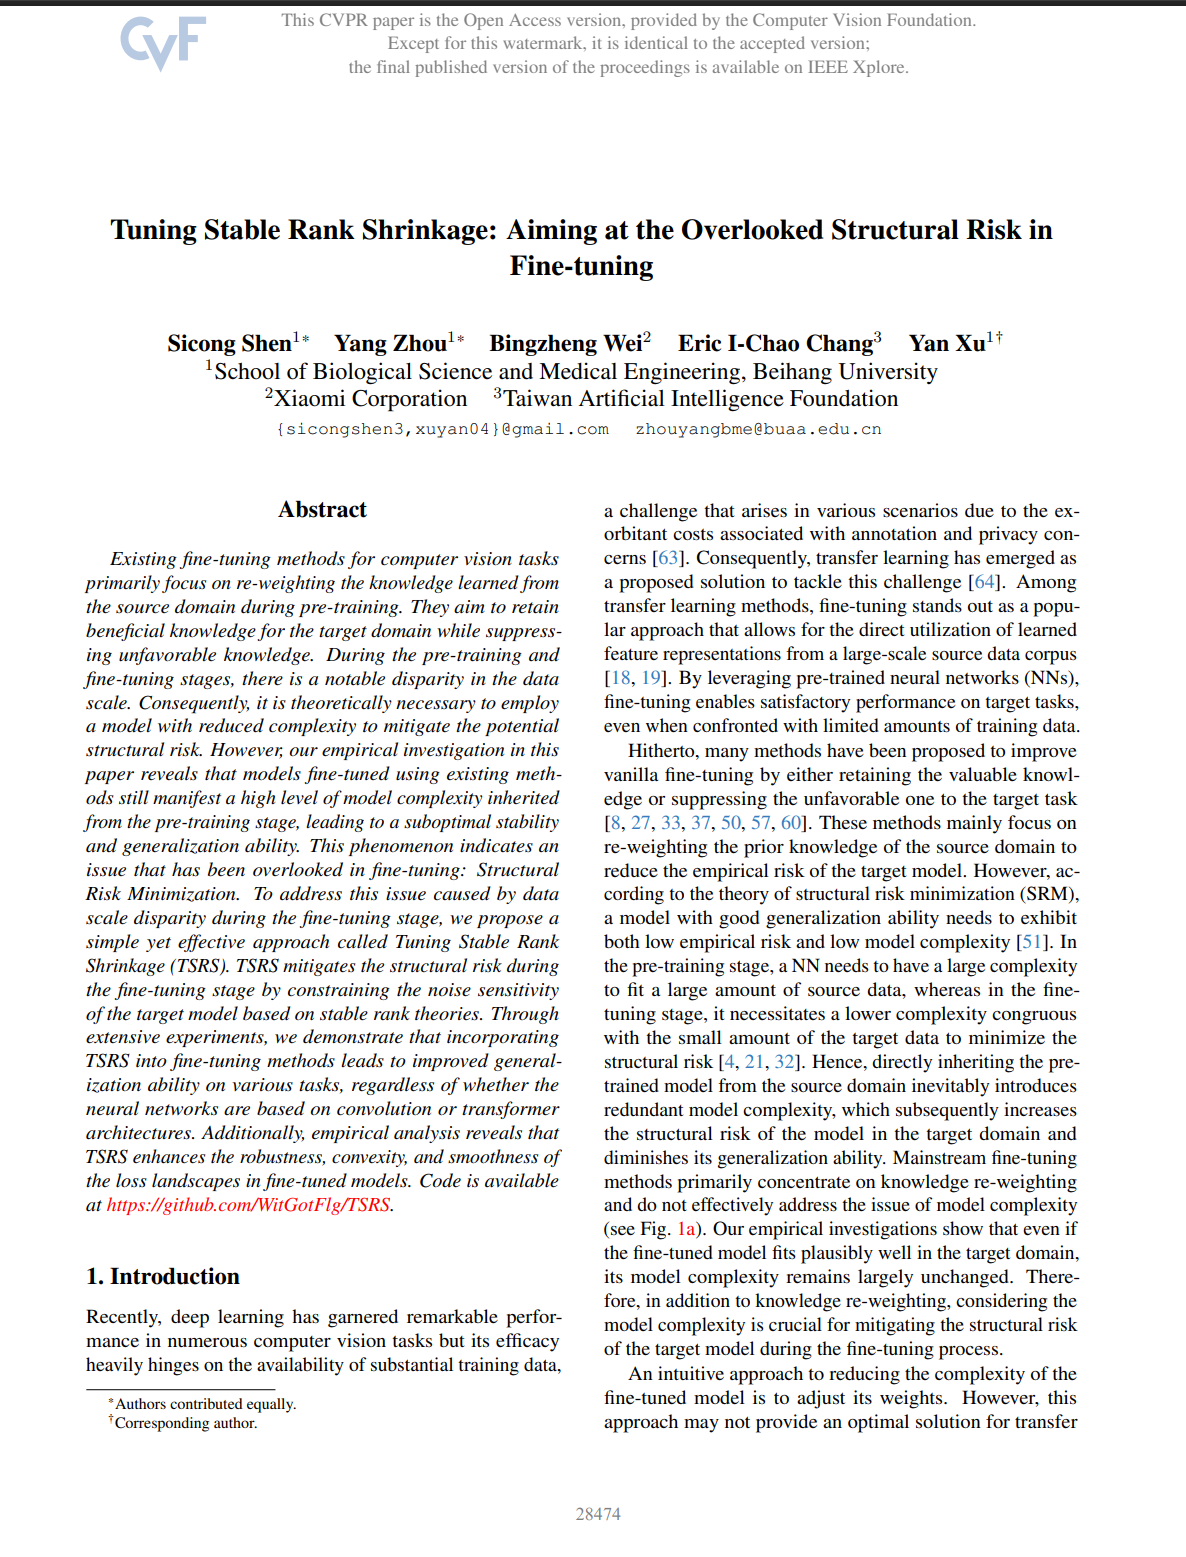 CVF
This CVPR paper is the Open Access version, provided by the Computer Vision Foundation.
Except for this watermark, it is identical to the accepted version;
the final published version of the proceedings is available on IEEE Xplore.
Tuning Stable Rank Shrinkage: Aiming at the Overlooked Structural Risk in
Fine-tuning
Sicong Shen1* Yang Zhou1* Bingzheng Wei2 Eric I-Chao Chang3 Yan Xu1†
1School of Biological Science and Medical Engineering, Beihang University
2Xiaomi Corporation 3Taiwan Artificial Intelligence Foundation
{sicongshen3,xuyan04}@gmail.com zhouyangbme@buaa.edu.cn
Abstract
Existing fine-tuning methods for computer vision tasks
primarily focus on re-weighting the knowledge learned from
the source domain during pre-training. They aim to retain
beneficial knowledge for the target domain while suppress-
ing unfavorable knowledge. During the pre-training and
fine-tuning stages, there is a notable disparity in the data
scale. Consequently, it is theoretically necessary to employ
a model with reduced complexity to mitigate the potential
structural risk. However, our empirical investigation in this
paper reveals that models fine-tuned using existing meth-
ods still manifest a high level of model complexity inherited
from the pre-training stage, leading to a suboptimal stability
and generalization ability. This phenomenon indicates an
issue that has been overlooked in fine-tuning: Structural
Risk Minimization. To address this issue caused by data
scale disparity during the fine-tuning stage, we propose a
simple yet effective approach called Tuning Stable Rank
Shrinkage (TSRS). TSRS mitigates the structural risk during
the fine-tuning stage by constraining the noise sensitivity
of the target model based on stable rank theories. Through
extensive experiments, we demonstrate that incorporating
TSRS into fine-tuning methods leads to improved general-
ization ability on various tasks, regardless of whether the
neural networks are based on convolution or transformer
architectures. Additionally, empirical analysis reveals that
TSRS enhances the robustness, convexity, and smoothness of
the loss landscapes in fine-tuned models. Code is available
at https://github.com/WitGotFlg/TSRS.
1. Introduction
Recently, deep learning has garnered remarkable perfor-
mance in numerous computer vision tasks but its efficacy
heavily hinges on the availability of substantial training data,
*Authors contributed equally.
†Corresponding author.
a challenge that arises in various scenarios due to the ex-
orbitant costs associated with annotation and privacy con-
cerns [63]. Consequently, transfer learning has emerged as
a proposed solution to tackle this challenge [64]. Among
transfer learning methods, fine-tuning stands out as a popu-
lar approach that allows for the direct utilization of learned
feature representations from a large-scale source data corpus
[18, 19]. By leveraging pre-trained neural networks (NNs),
fine-tuning enables satisfactory performance on target tasks,
even when confronted with limited amounts of training data.
Hitherto, many methods have been proposed to improve
vanilla fine-tuning by either retaining the valuable knowl-
edge or suppressing the unfavorable one to the target task
[8, 27, 33, 37, 50, 57, 60]. These methods mainly focus on
re-weighting the prior knowledge of the source domain to
reduce the empirical risk of the target model. However, ac-
cording to the theory of structural risk minimization (SRM),
a model with good generalization ability needs to exhibit
both low empirical risk and low model complexity [51]. In
the pre-training stage, a NN needs to have a large complexity
to fit a large amount of source data, whereas in the fine-
tuning stage, it necessitates a lower complexity congruous
with the small amount of the target data to minimize the
structural risk [4, 21, 32]. Hence, directly inheriting the pre-
trained model from the source domain inevitably introduces
redundant model complexity, which subsequently increases
the structural risk of the model in the target domain and
diminishes its generalization ability. Mainstream fine-tuning
methods primarily concentrate on knowledge re-weighting
and do not effectively address the issue of model complexity
(see Fig. 1a). Our empirical investigations show that even if
the fine-tuned model fits plausibly well in the target domain,
its model complexity remains largely unchanged. There-
fore, in addition to knowledge re-weighting, considering the
model complexity is crucial for mitigating the structural risk
of the target model during the fine-tuning process.
An intuitive approach to reducing the complexity of the
fine-tuned model is to adjust its weights. However, this
approach may not provide an optimal solution for transfer
28474